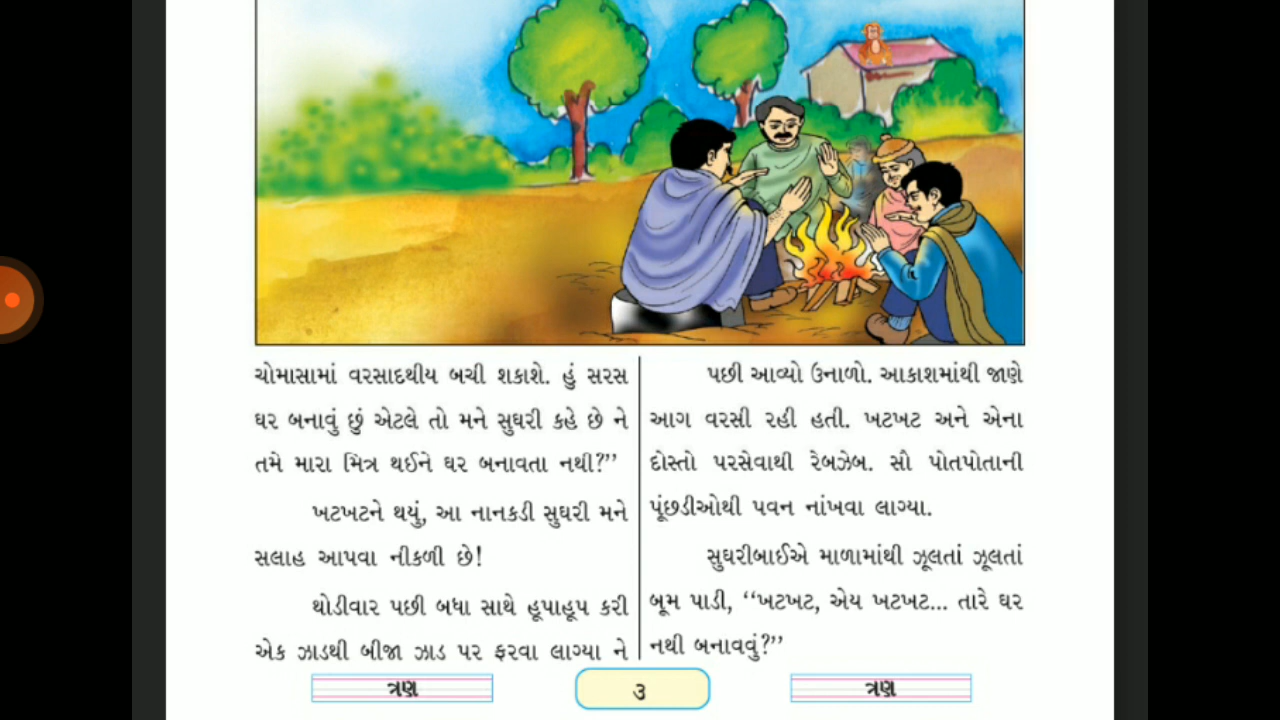 ચોમાસામાં વરસાદથીય બચી શકાશે. હું સરસ
ઘર બનાવું છું એટલે તો મને સુઘરી કહે છે ને
તમે મારા મિત્ર થઈને ઘર બનાવતા નથી?’’
ખટખટને થયું, આ નાનકડી સુઘરી મને
સલાહ આપવા નીકળી છે!
થોડીવાર પછી બધા સાથે હૂપાહૂપ કરી
એક ઝાડથી બીજા ઝાડ પર ફરવા લાગ્યા ને
પછી આવ્યો ઉનાળો. આકાશમાંથી જાણે
આગ વરસી રહી હતી. ખટખટ અને એના
દોસ્તો પરસેવાથી રેબઝેબ. સૌ પોતપોતાની
પૂંછડીઓથી પવન નાંખવા લાગ્યા.
સુઘરીબાઈએ માળામાંથી ઝૂલતાં ઝૂલતાં
બૂમ પાડી, ‘‘ખટખટ, એય ખટખટ... તારે ઘર
નથી બનાવવું?’’
ત્રણ
૩
ત્રણ